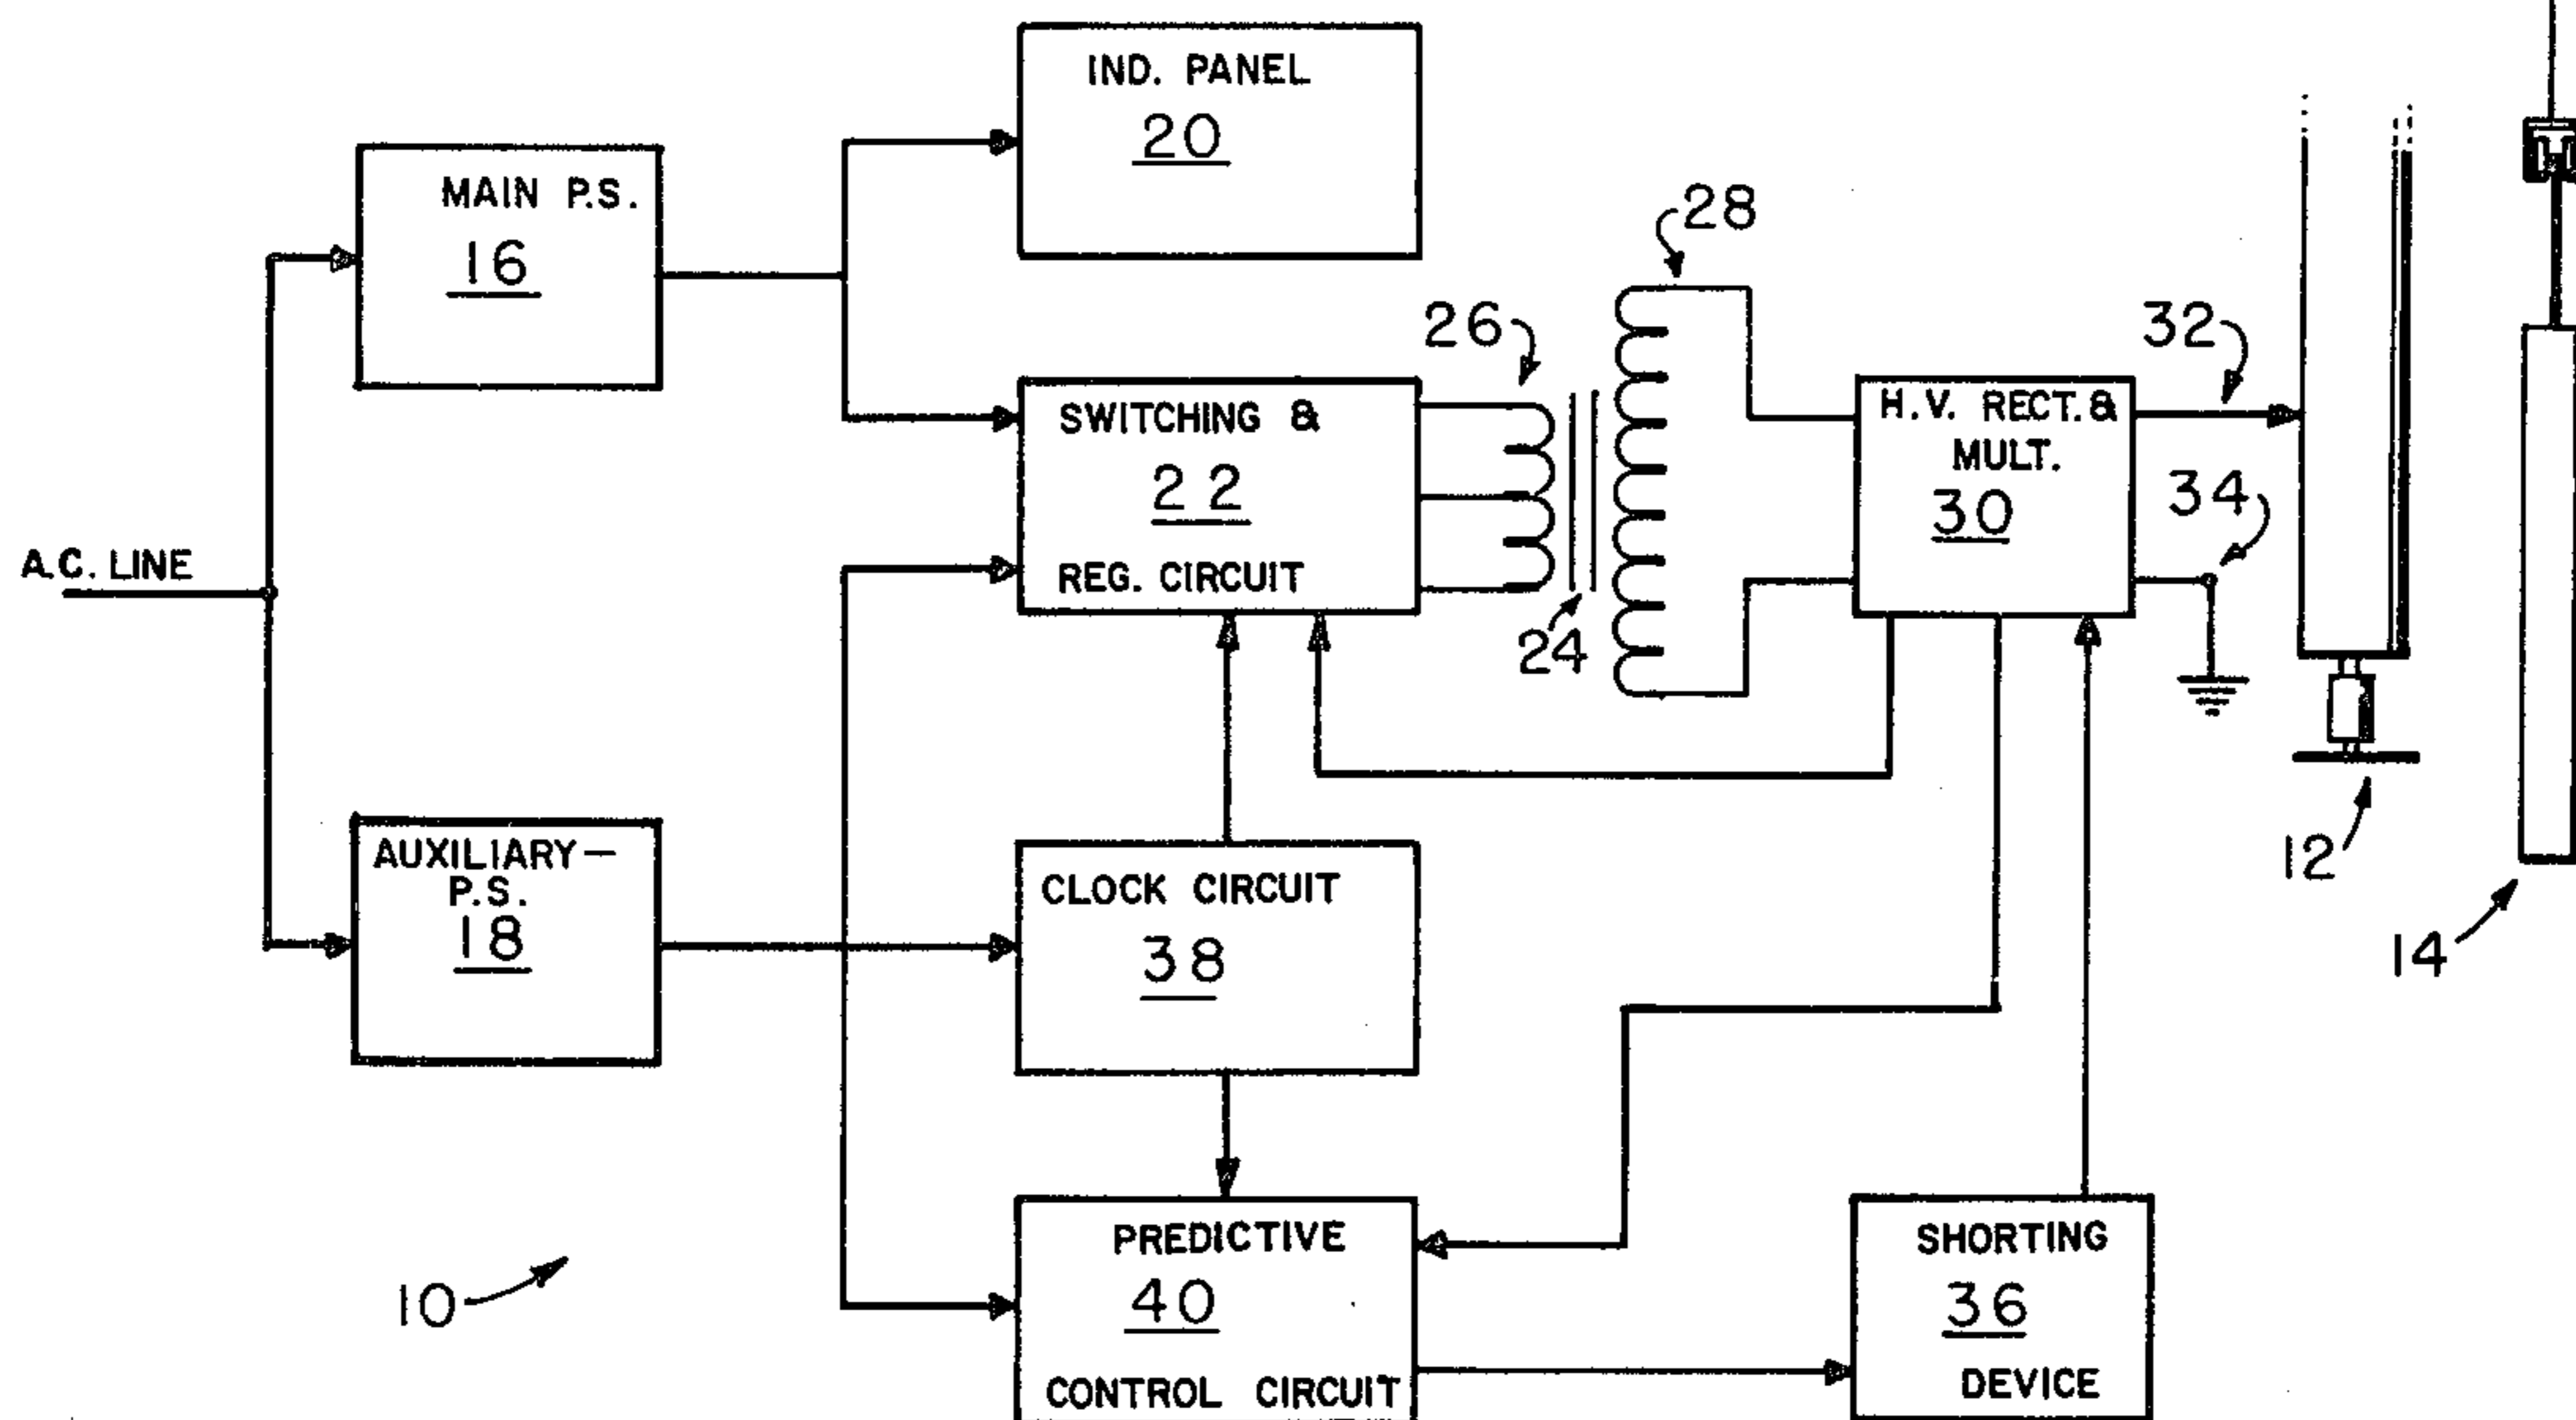 IND. PANEL
20
MAIN P.S.
16
28
26
32
SWITCHING &
22
REG. CIRCUIT
H.V. RECT. &
MULT.
30
34
A.C. LINE
24
AUXILIARY—
P.S.
18
CLOCK CIRCUIT
38
12
14
10
PREDICTIVE
40
CONTROL CIRCUIT
SHORTING
36
DEVICE